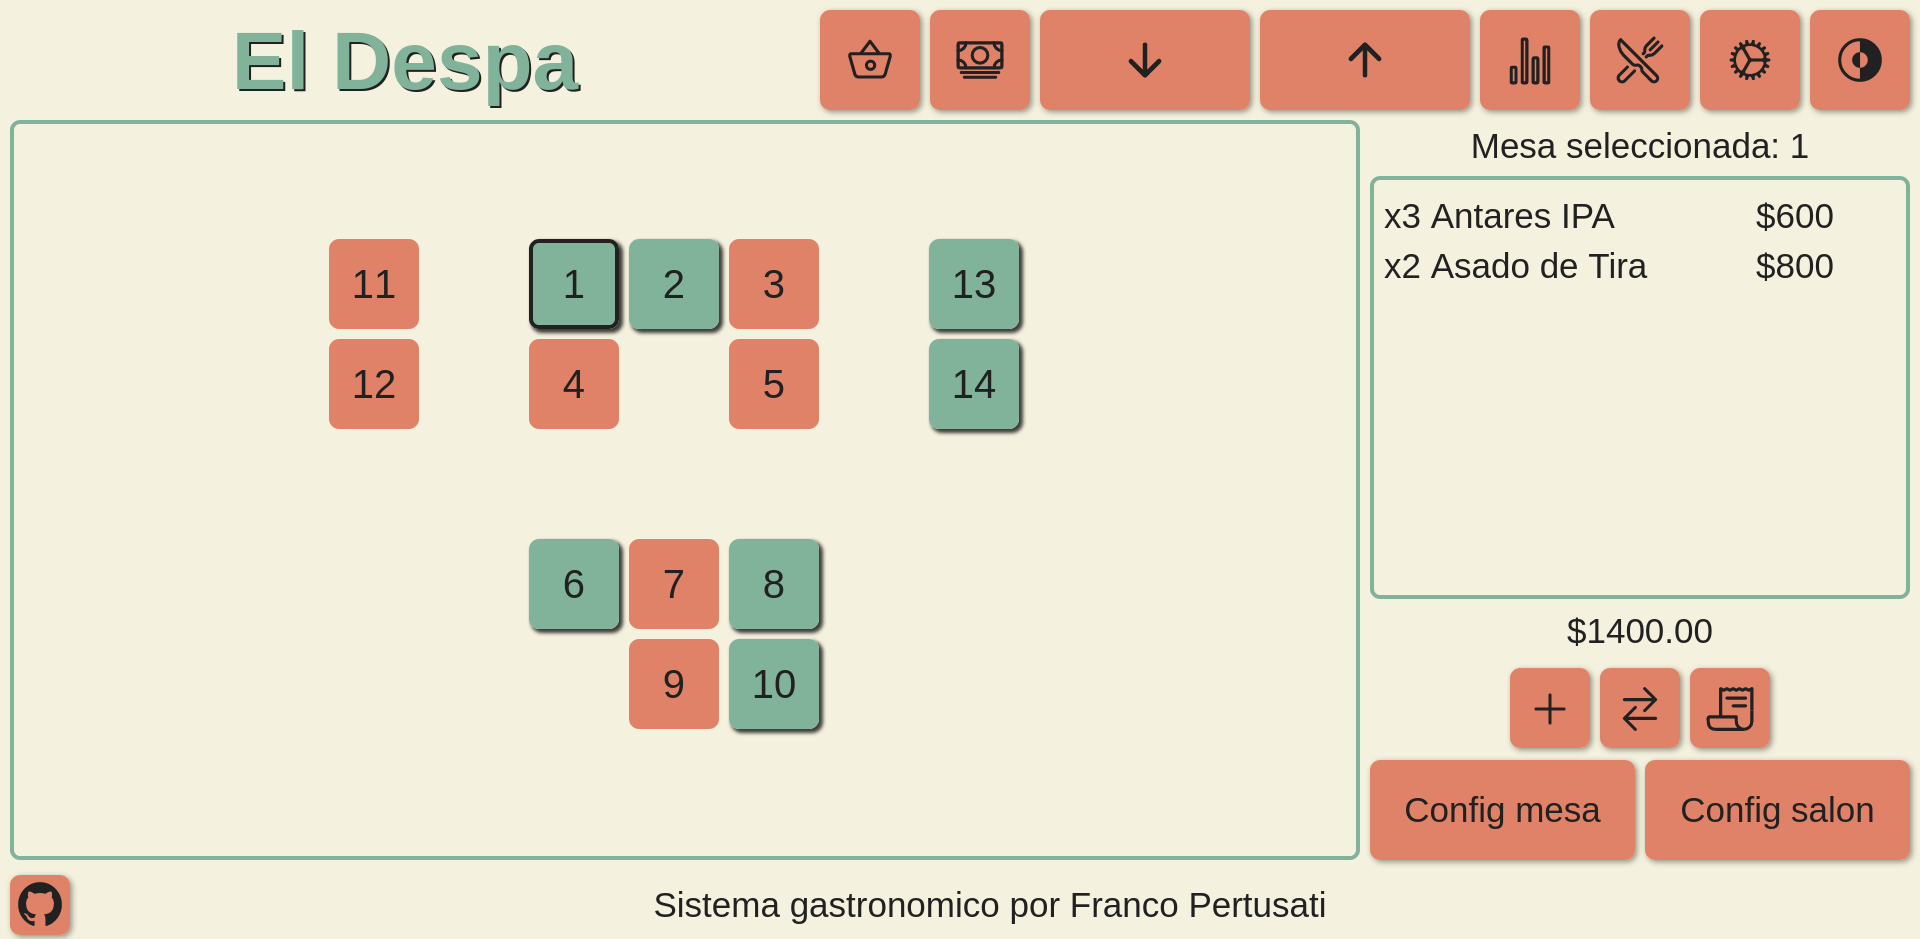 El Despa
Mesa seleccionada: 1
x3 Antares IPA $600
x2 Asado de Tira $800
11 1 2 3 13
12 4 5 14
6 7 8
9 10
$1400.00
Config mesa Config salon
Sistema gastronomico por Franco Pertusati